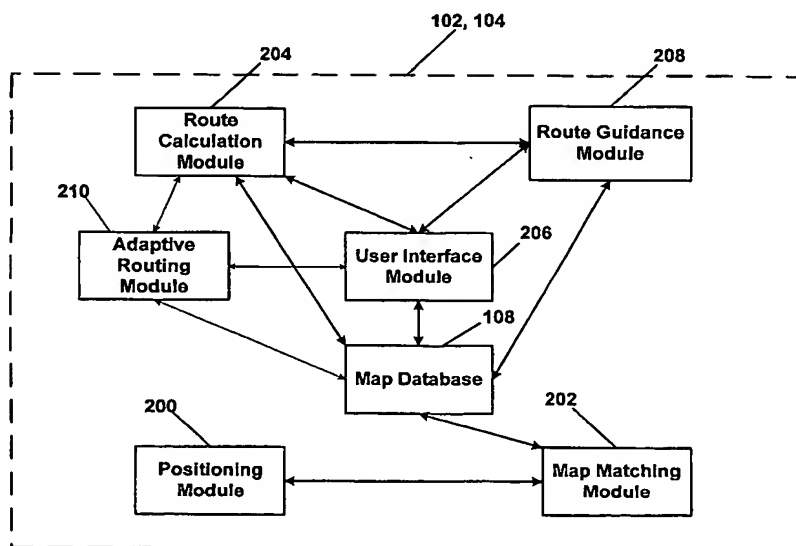 102, 104
204
208
Route
Calculation
Module
Route Guidance
Module
210
Adaptive
Routing
Module
User Interface
Module
206
108
Map Database
200
202
Positioning
Module
Map Matching
Module